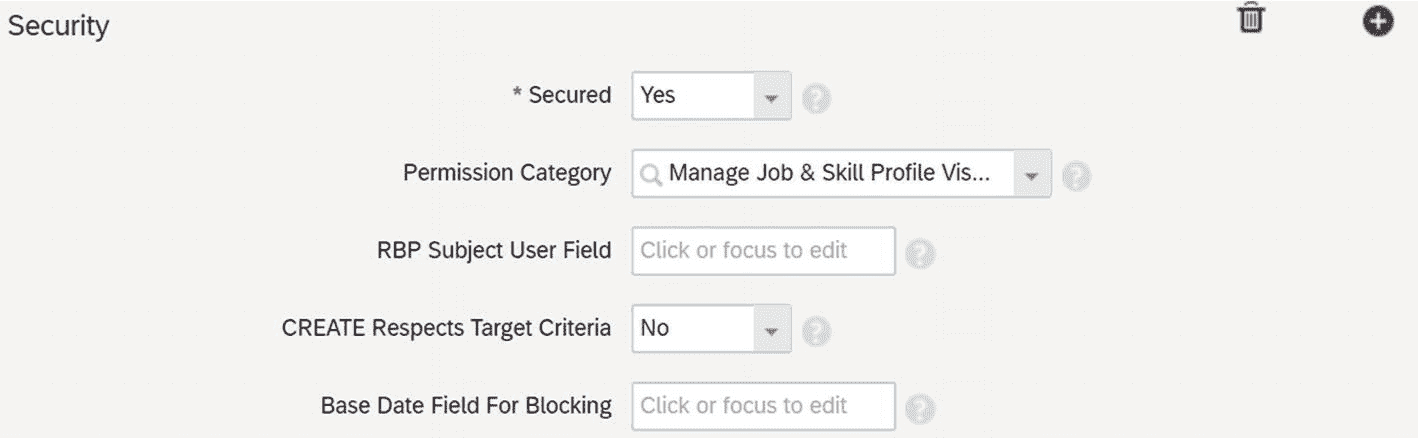 Security
* Secured Yes ?
Permission Category Manage Job & Skill Profile Vis... ?
RBP Subject User Field Click or focus to edit ?
CREATE Respects Target Criteria No ?
Base Date Field For Blocking Click or focus to edit ?